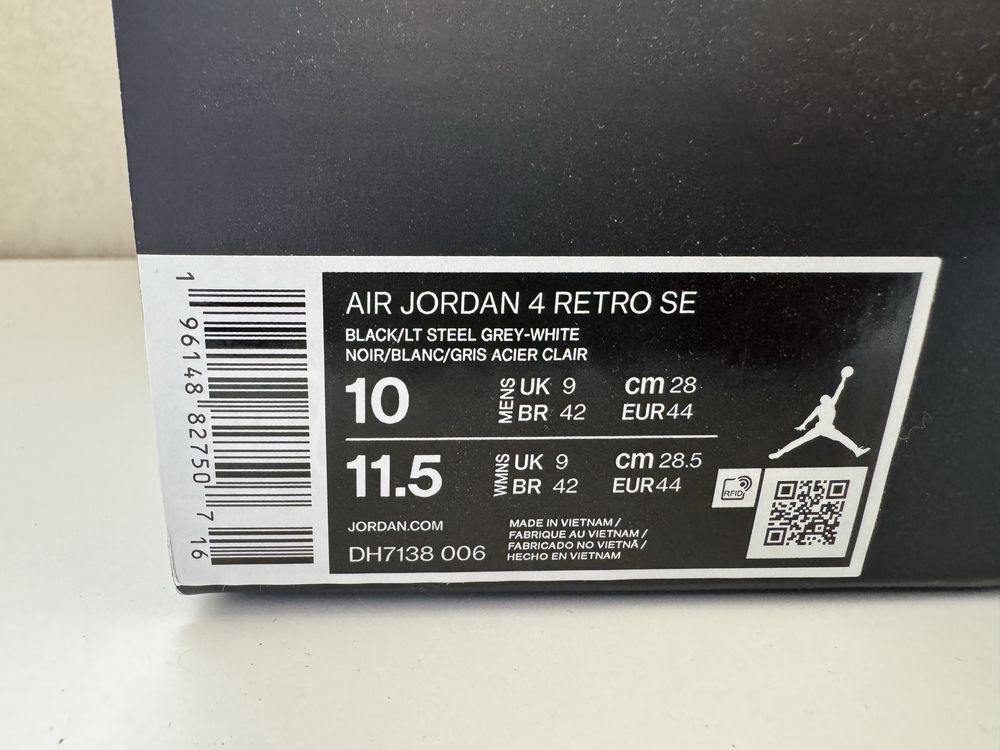 1 96148 82750 7 16
AIR JORDAN 4 RETRO SE
BLACK/LT STEEL GREY-WHITE
NOIR/BLANC/GRIS ACIER CLAIR
10 MENS UK 9 cm 28
BR 42 EUR 44
11.5 WMNS UK 9 cm 28.5
BR 42 EUR 44
RFID
JORDAN.COM
DH7138 006
MADE IN VIETNAM /
FABRIQUE AU VIETNAM /
FABRICADO NO VIETNÃ /
HECHO EN VIETNAM